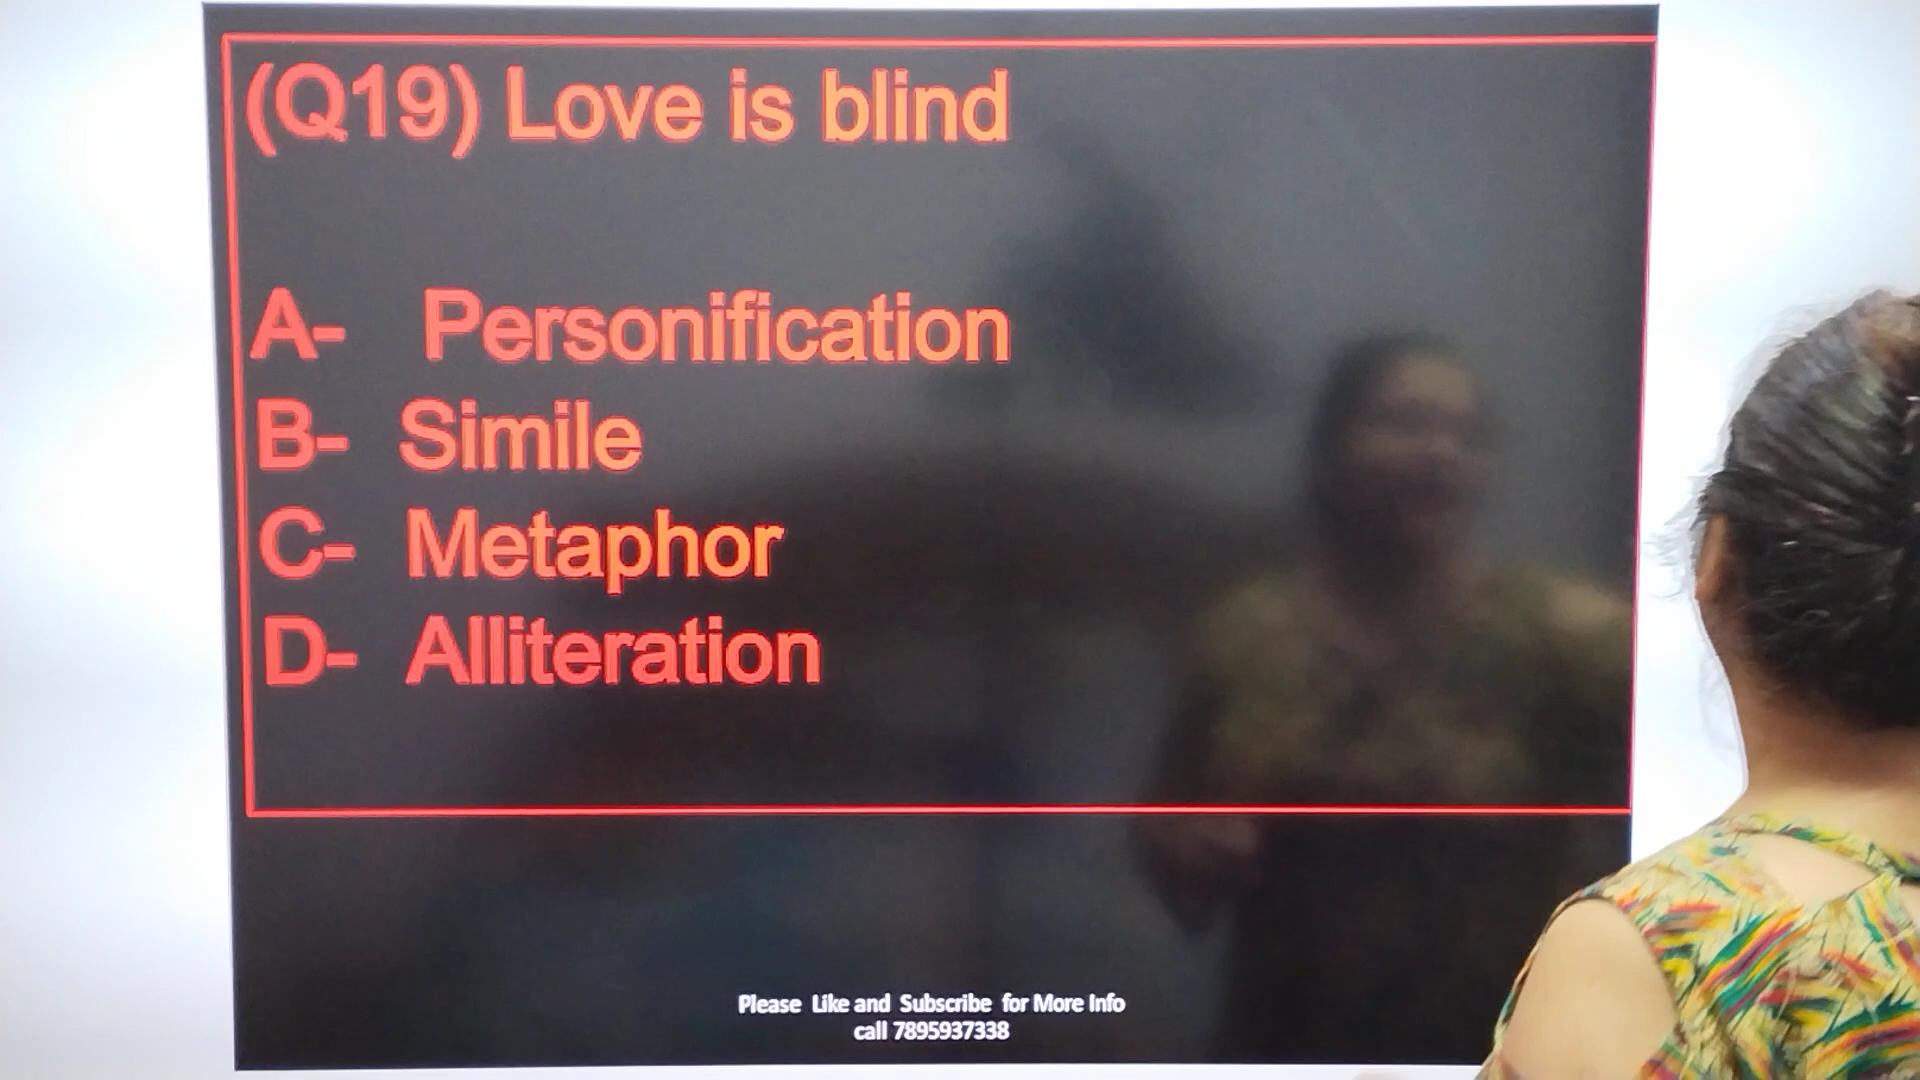 (Q19) Love is blind
A- Personification
B- Simile
C- Metaphor
D- Alliteration
Please Like and Subscribe for More Info
call 7895937338